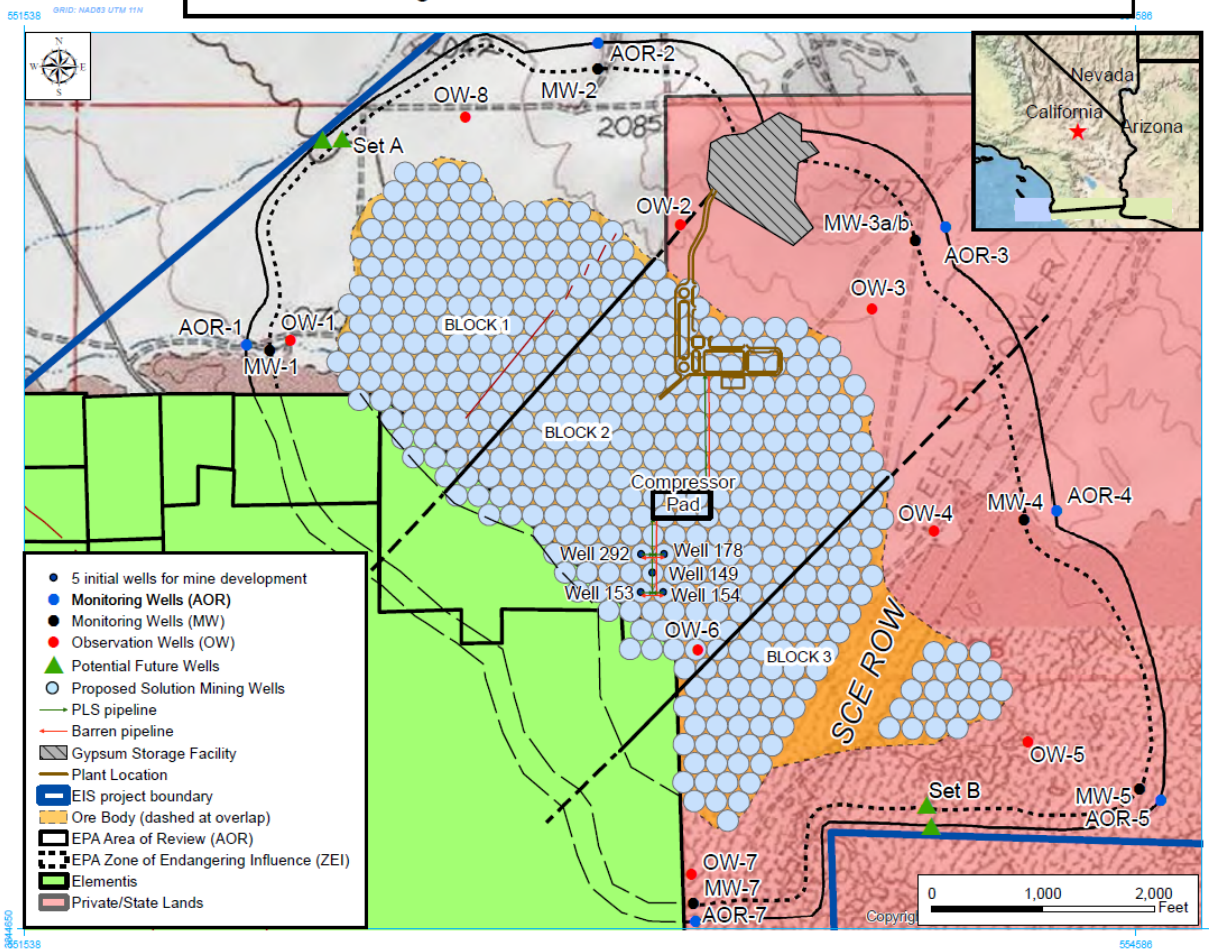 GRID: NAD83 UTM 11N
551538
N
W E
S
AOR-2
MW-2
OW-8
2085
Set A
Nevada
California
Arizona
OW-2
MW-3a/b
AOR-3
OW-3
AOR-1
OW-1
MW-1
BLOCK 1
25
BLOCK 2
Compressor
Pad
MW-4
AOR-4
OW-4
Well 292
Well 178
Well 149
Well 153
Well 154
OW-6
BLOCK 3
SCE ROW
OW-5
Set B
MW-5
AOR-5
OW-7
MW-7
AOR-7
5 initial wells for mine development
Monitoring Wells (AOR)
Monitoring Wells (MW)
Observation Wells (OW)
Potential Future Wells
Proposed Solution Mining Wells
PLS pipeline
Barren pipeline
Gypsum Storage Facility
Plant Location
EIS project boundary
Ore Body (dashed at overlap)
EPA Area of Review (AOR)
EPA Zone of Endangering Influence (ZEI)
Elementis
Private/State Lands
0 1,000 2,000
Feet
551538
554586